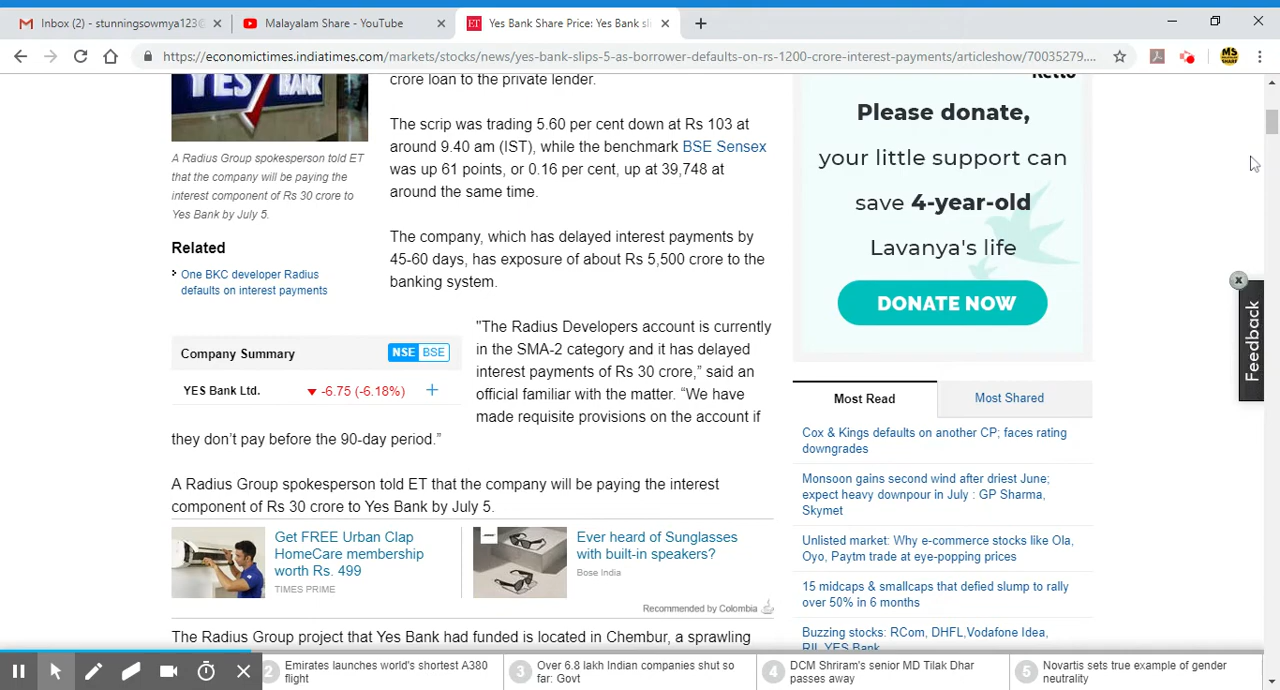 Inbox (2) - stunningsowmya123@
Malayalam Share - YouTube
ET Yes Bank Share Price: Yes Bank sli
https://economictimes.indiatimes.com/markets/stocks/news/yes-bank-slips-5-as-borrower-defaults-on-rs-1200-crore-interest-payments/articleshow/70035279....
YES BANK
A Radius Group spokesperson told ET
that the company will be paying the
interest component of Rs 30 crore to
Yes Bank by July 5.
Related
One BKC developer Radius
defaults on interest payments
crore loan to the private lender.
The scrip was trading 5.60 per cent down at Rs 103 at
around 9.40 am (IST), while the benchmark BSE Sensex
was up 61 points, or 0.16 per cent, up at 39,748 at
around the same time.
The company, which has delayed interest payments by
45-60 days, has exposure of about Rs 5,500 crore to the
banking system.
Company Summary NSE BSE
YES Bank Ltd. ▼ -6.75 (-6.18%) +
"The Radius Developers account is currently
in the SMA-2 category and it has delayed
interest payments of Rs 30 crore,” said an
official familiar with the matter. “We have
made requisite provisions on the account if
they don’t pay before the 90-day period.”
A Radius Group spokesperson told ET that the company will be paying the interest
component of Rs 30 crore to Yes Bank by July 5.
Get FREE Urban Clap
HomeCare membership
worth Rs. 499
TIMES PRIME
Ever heard of Sunglasses
with built-in speakers?
Bose India
Recommended by Colombia
The Radius Group project that Yes Bank had funded is located in Chembur, a sprawling
Ketto
Please donate,
your little support can
save 4-year-old
Lavanya's life
DONATE NOW
Most Read
Most Shared
Cox & Kings defaults on another CP; faces rating
downgrades
Monsoon gains second wind after driest June;
expect heavy downpour in July : GP Sharma,
Skymet
Unlisted market: Why e-commerce stocks like Ola,
Oyo, Paytm trade at eye-popping prices
15 midcaps & smallcaps that defied slump to rally
over 50% in 6 months
Buzzing stocks: RCom, DHFL,Vodafone Idea,
RIL, YES Bank
Feedback
2 Emirates launches world's shortest A380
flight
3 Over 6.8 lakh Indian companies shut so
far: Govt
4 DCM Shriram's senior MD Tilak Dhar
passes away
5 Novartis sets true example of gender
neutrality